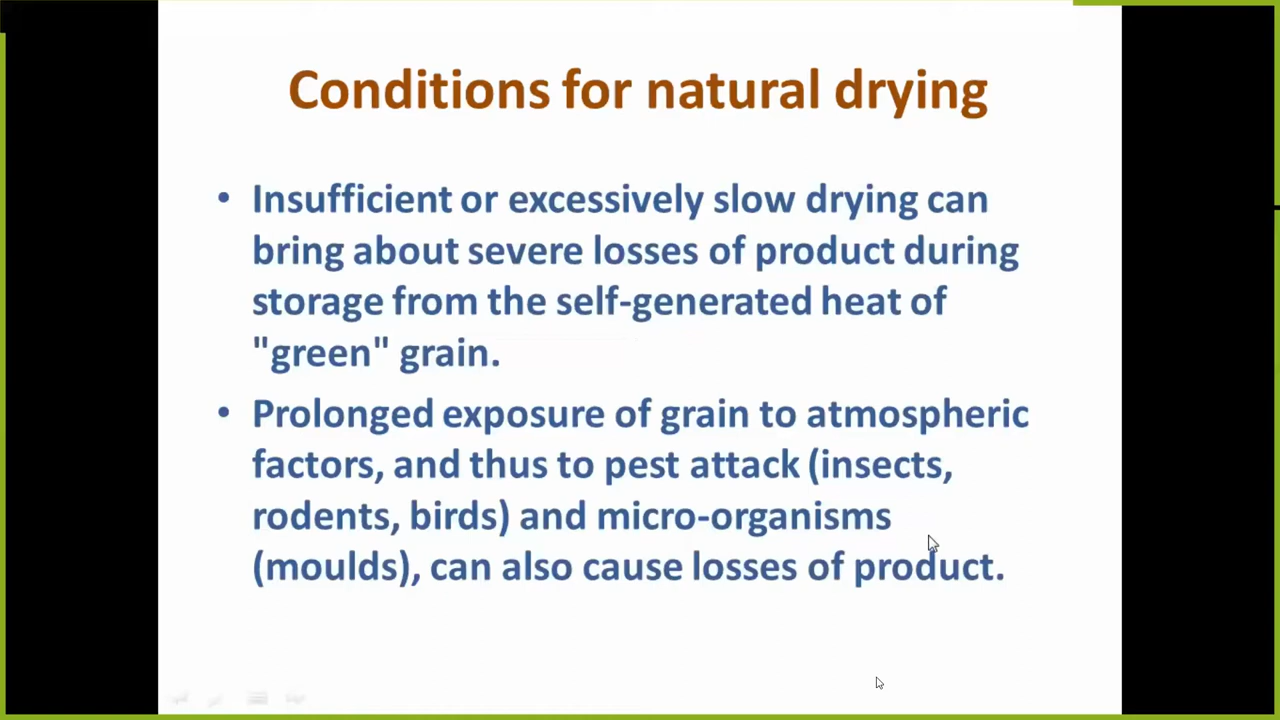 Conditions for natural drying
• Insufficient or excessively slow drying can
bring about severe losses of product during
storage from the self-generated heat of
"green" grain.
• Prolonged exposure of grain to atmospheric
factors, and thus to pest attack (insects,
rodents, birds) and micro-organisms
(moulds), can also cause losses of product.